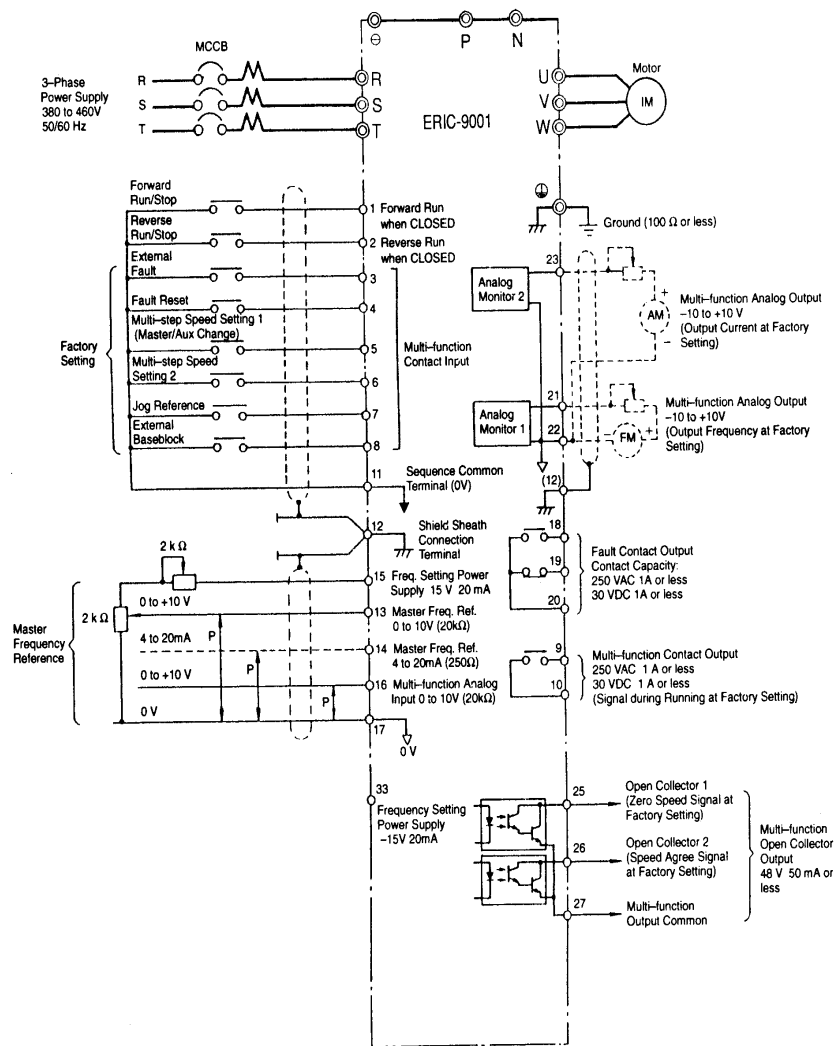 MCCB
3–Phase
Power Supply
380 to 460V
50/60 Hz
R
S
T
R
S
T
⊖
P
N
ERIC-9001
U
V
W
Motor
IM
Ground (100 Ω or less)
Forward
Run/Stop
Reverse
Run/Stop
External
Fault
Fault Reset
Multi–step Speed Setting 1
(Master/Aux Change)
Multi–step Speed
Setting 2
Jog Reference
External
Baseblock
Factory
Setting
1 Forward Run
when CLOSED
2 Reverse Run
when CLOSED
3
4
5
6
7
8
Multi–function
Contact Input
11
Sequence Common
Terminal (0V)
12
Shield Sheath
Connection
Terminal
Master
Frequency
Reference
2 kΩ
2 kΩ
0 to +10 V
4 to 20mA
0 to +10 V
0 V
P
P
P
15 Freq. Setting Power
Supply 15 V 20 mA
13 Master Freq. Ref.
0 to 10V (20kΩ)
14 Master Freq. Ref.
4 to 20mA (250Ω)
16 Multi–function Analog
Input 0 to 10V (20kΩ)
17
0 V
33
Frequency Setting
Power Supply
–15V 20mA
23
Analog
Monitor 2
+
AM
–
Multi–function Analog Output
–10 to +10 V
(Output Current at Factory
Setting)
21
22
Analog
Monitor 1
–
FM
+
Multi–function Analog Output
–10 to +10V
(Output Frequency at Factory
Setting)
(12)
18
19
20
Fault Contact Output
Contact Capacity:
250 VAC 1A or less
30 VDC 1A or less
9
10
Multi–function Contact Output
250 VAC 1 A or less
30 VDC 1 A or less
(Signal during Running at Factory Setting)
25
Open Collector 1
(Zero Speed Signal at
Factory Setting)
26
Open Collector 2
(Speed Agree Signal
at Factory Setting)
27
Multi–function
Output Common
Multi–function
Open Collector
Output
48 V 50 mA or
less